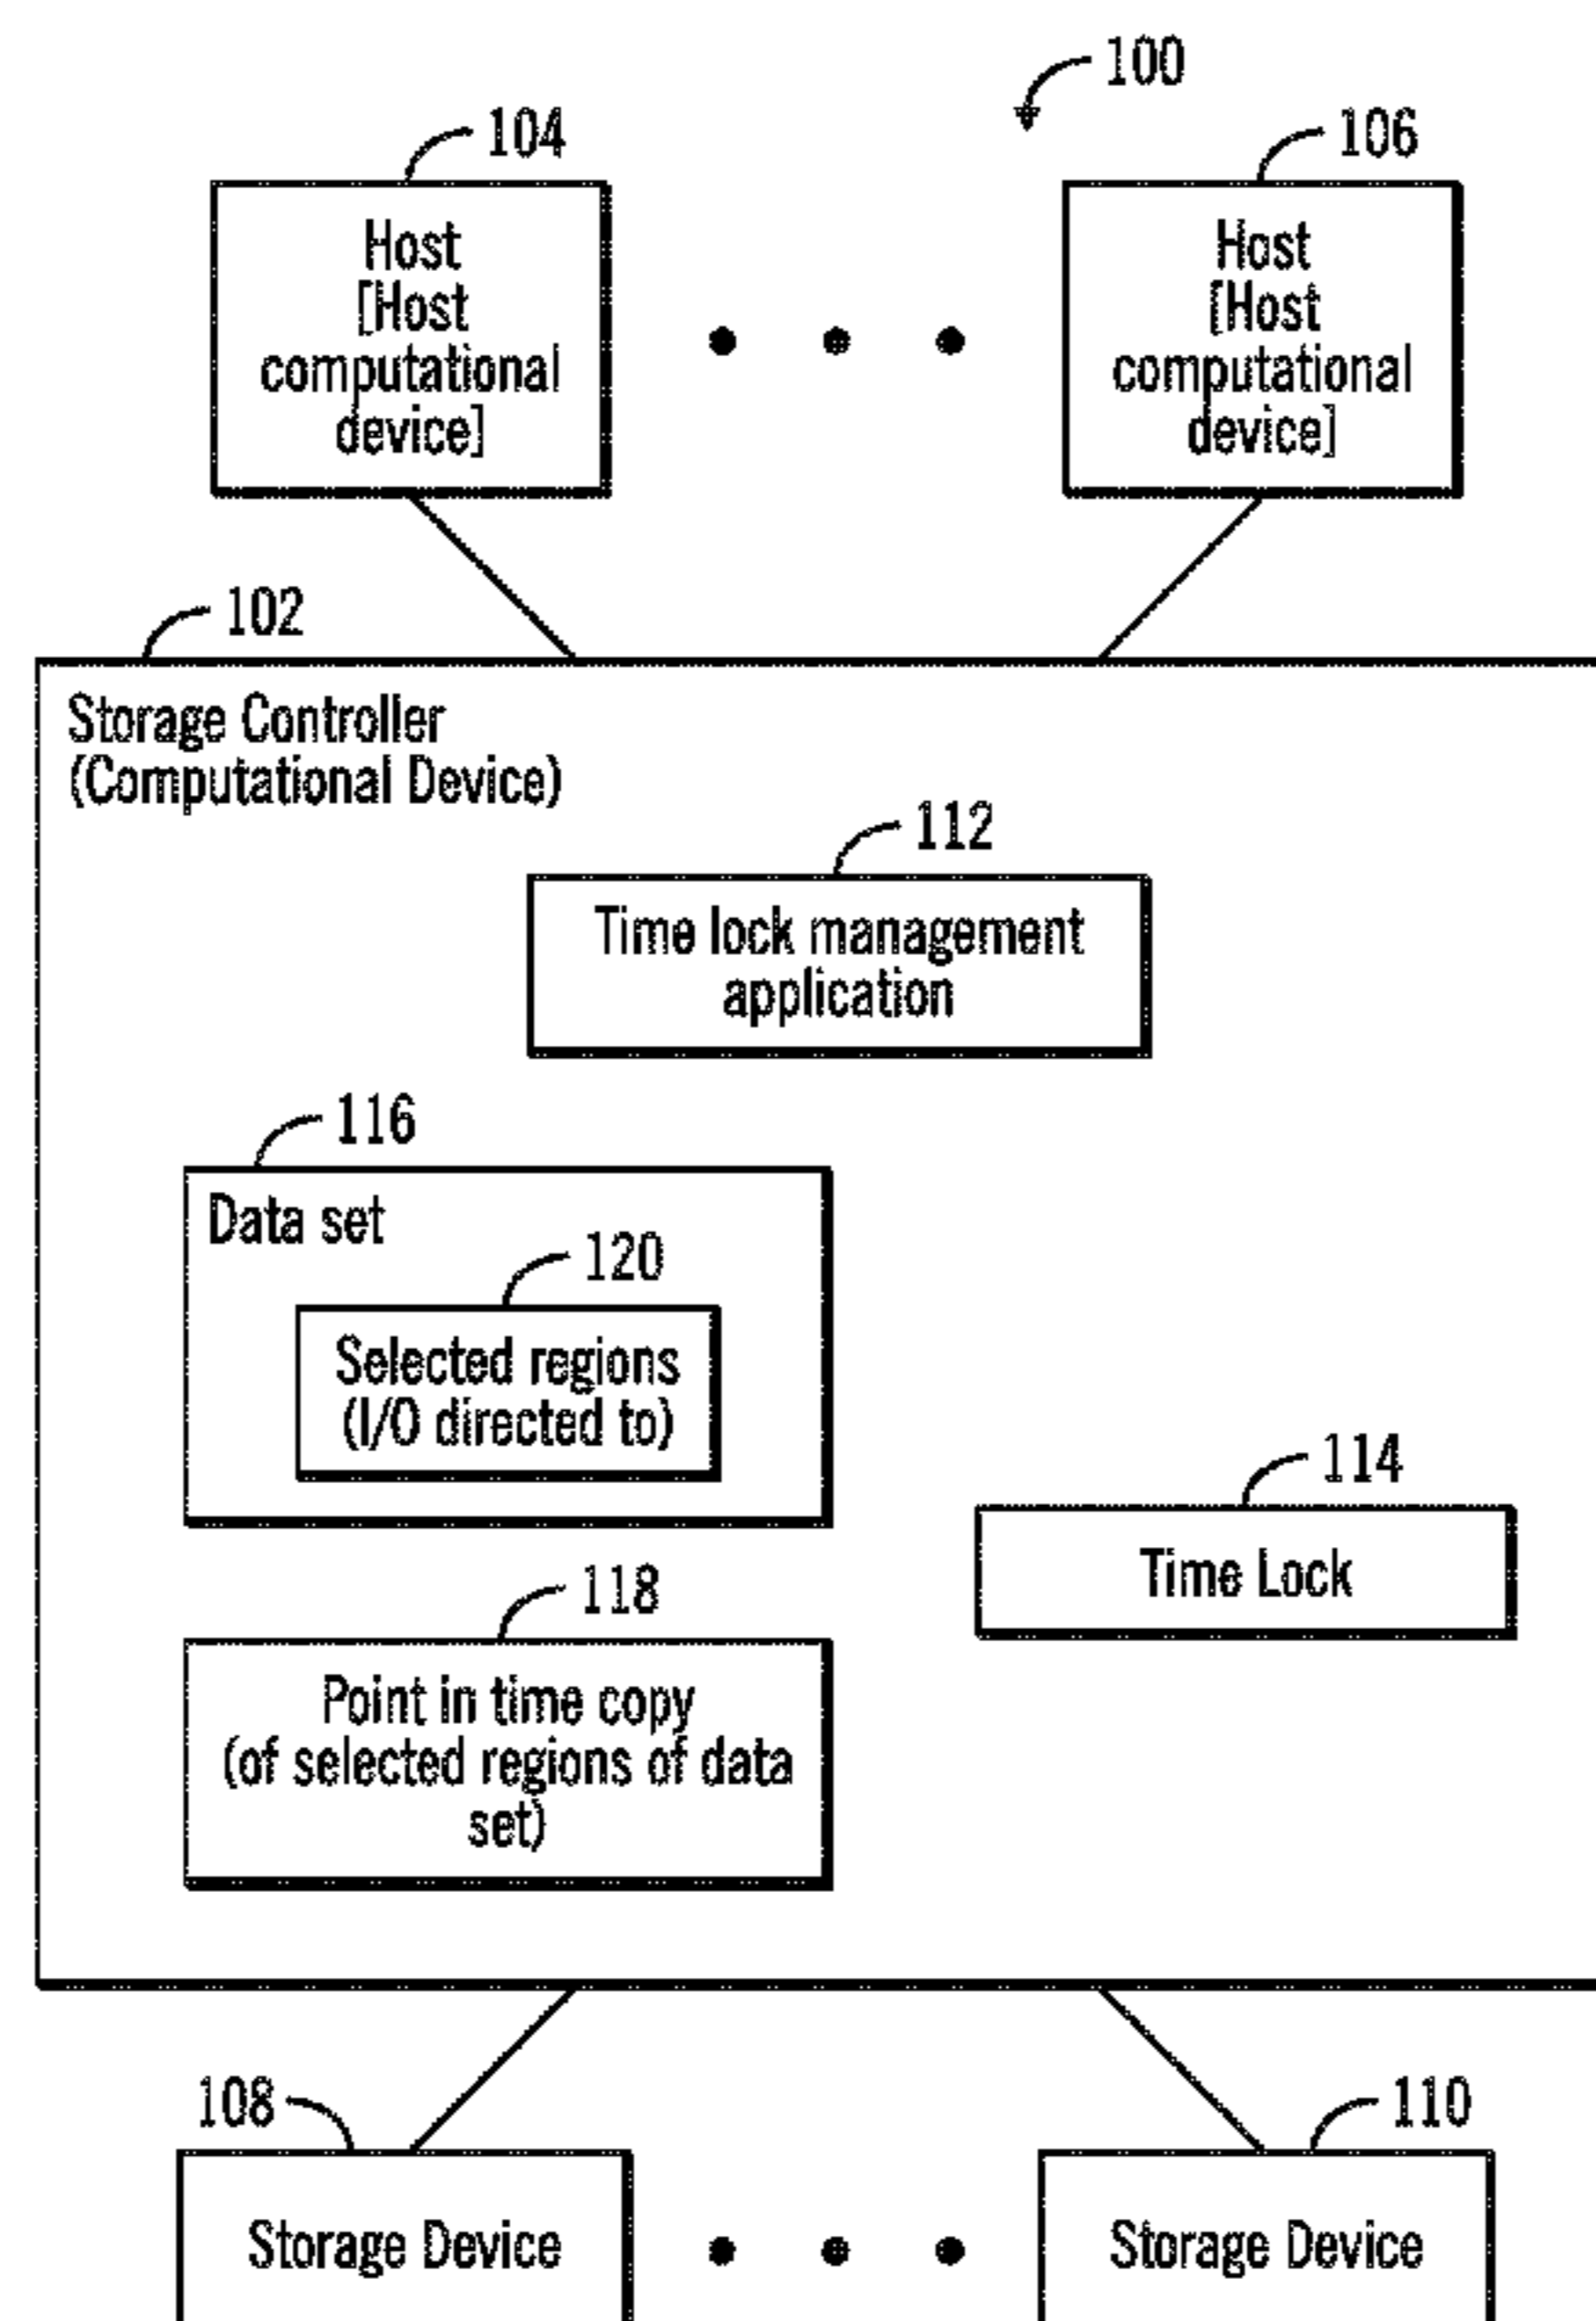 100
104
106
Host
[Host
computational
device]
Host
[Host
computational
device]
102
Storage Controller
(Computational Device)
112
Time lock management
application
116
Data set
120
Selected regions
(I/O directed to)
114
Time Lock
118
Point in time copy
(of selected regions of data
set)
108
110
Storage Device
Storage Device